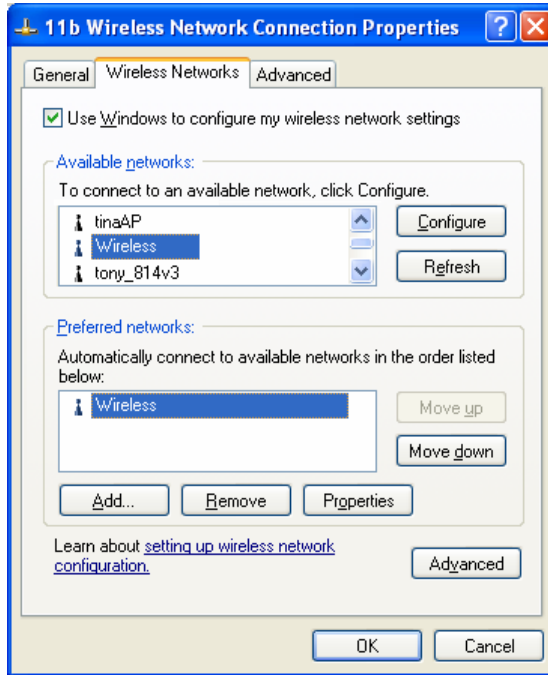 11b Wireless Network Connection Properties
General Wireless Networks Advanced
Use Windows to configure my wireless network settings
Available networks:
To connect to an available network, click Configure.
tinaAP
Wireless
tony_814v3
Configure
Refresh
Preferred networks:
Automatically connect to available networks in the order listed
below:
Wireless
Move up
Move down
Add... Remove Properties
Learn about setting up wireless network
configuration.
Advanced
OK Cancel